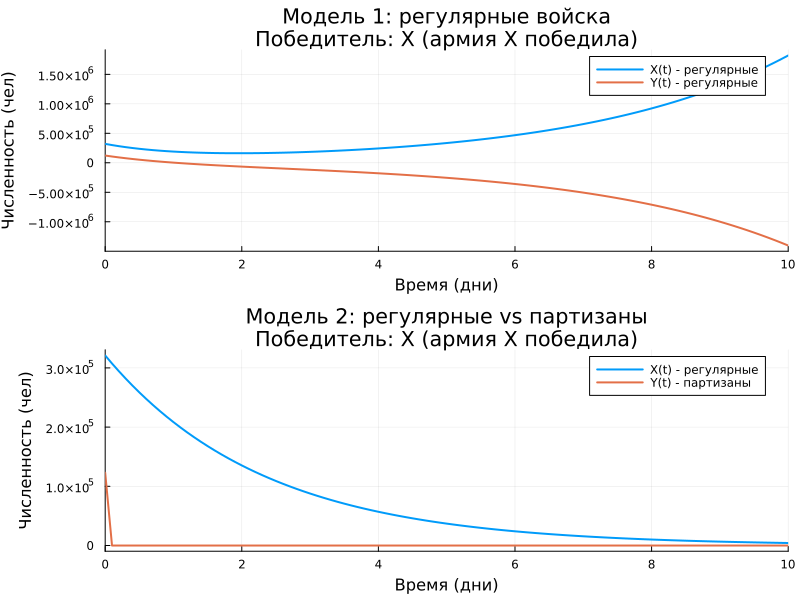 Модель 1: регулярные войска
Победитель: X (армия X победила)
X(t) - регулярные
Y(t) - регулярные
Численность (чел)
1.50×10⁶
1.00×10⁶
5.00×10⁵
0
−5.00×10⁵
−1.00×10⁶
0 2 4 6 8 10
Время (дни)
Модель 2: регулярные vs партизаны
Победитель: X (армия X победила)
X(t) - регулярные
Y(t) - партизаны
Численность (чел)
3.0×10⁵
2.0×10⁵
1.0×10⁵
0
0 2 4 6 8 10
Время (дни)